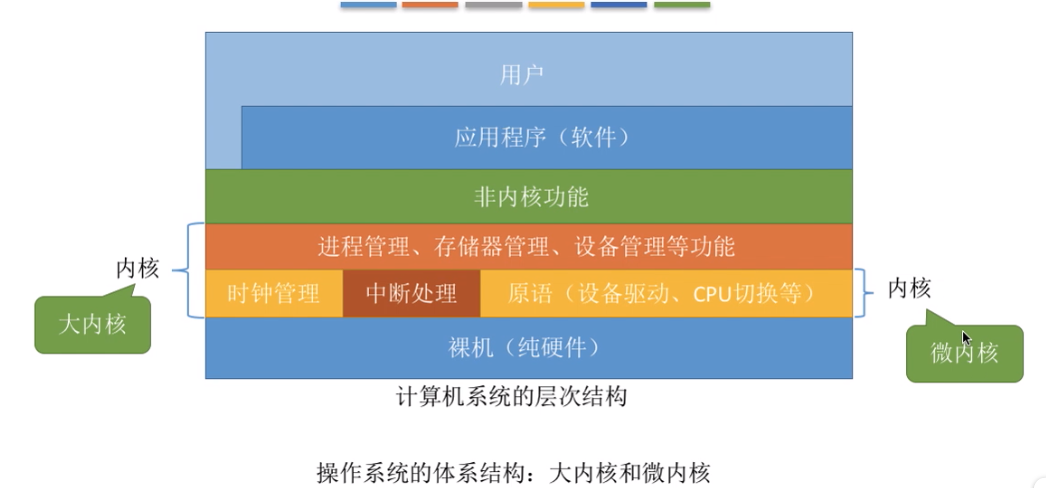 用户
应用程序（软件）
非内核功能
进程管理、存储器管理、设备管理等功能
内核
大内核
时钟管理
中断处理
原语（设备驱动、CPU切换等）
内核
微内核
裸机（纯硬件）
计算机系统的层次结构
操作系统的体系结构：大内核和微内核